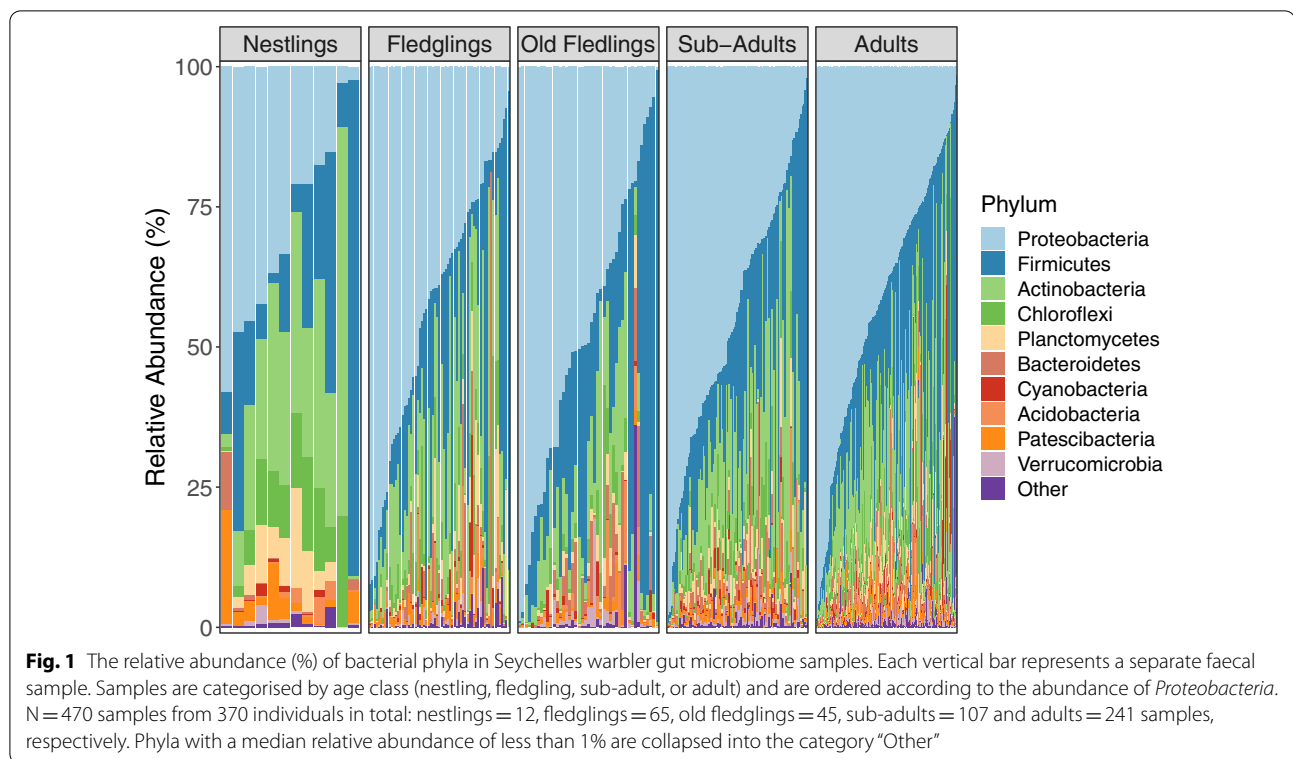 Nestlings Fledglings Old Fledlings Sub-Adults Adults
100
75
50
25
0
Relative Abundance (%)
Phylum
Proteobacteria
Firmicutes
Actinobacteria
Chloroflexi
Planctomycetes
Bacteroidetes
Cyanobacteria
Acidobacteria
Patescibacteria
Verrucomicrobia
Other
Fig. 1 The relative abundance (%) of bacterial phyla in Seychelles warbler gut microbiome samples. Each vertical bar represents a separate faecal
sample. Samples are categorised by age class (nestling, fledgling, sub-adult, or adult) and are ordered according to the abundance of Proteobacteria.
N = 470 samples from 370 individuals in total: nestlings = 12, fledglings = 65, old fledglings = 45, sub-adults = 107 and adults = 241 samples,
respectively. Phyla with a median relative abundance of less than 1% are collapsed into the category “Other”